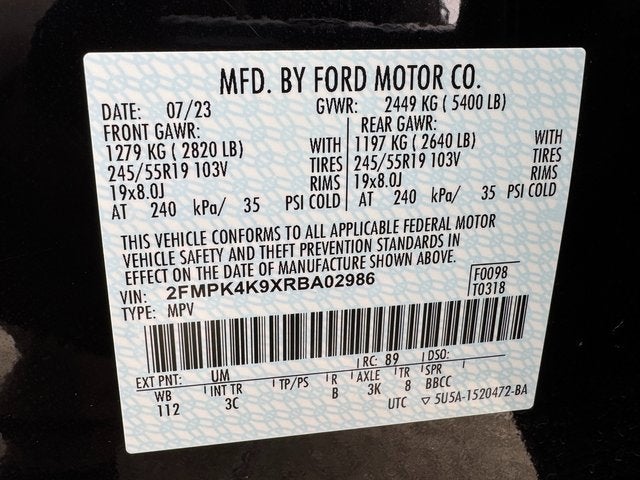 MFD. BY FORD MOTOR CO.
DATE: 07/23 GVWR: 2449 KG ( 5400 LB)
FRONT GAWR: REAR GAWR:
1279 KG ( 2820 LB) WITH 1197 KG ( 2640 LB) WITH
245/55R19 103V TIRES 245/55R19 103V TIRES
19x8.0J RIMS 19x8.0J RIMS
AT 240 kPa/ 35 PSI COLD AT 240 kPa/ 35 PSI COLD
THIS VEHICLE CONFORMS TO ALL APPLICABLE FEDERAL MOTOR
VEHICLE SAFETY AND THEFT PREVENTION STANDARDS IN
EFFECT ON THE DATE OF MANUFACTURE SHOWN ABOVE.
VIN: 2FMPK4K9XRBA02986 F0098
TYPE: MPV T0318
EXT PNT: UM RC: 89 DSO:
WB INT TR TP/PS R AXLE TR SPR
112 3C B 3K 8 BBCC
UTC ▽ 5U5A-1520472-BA